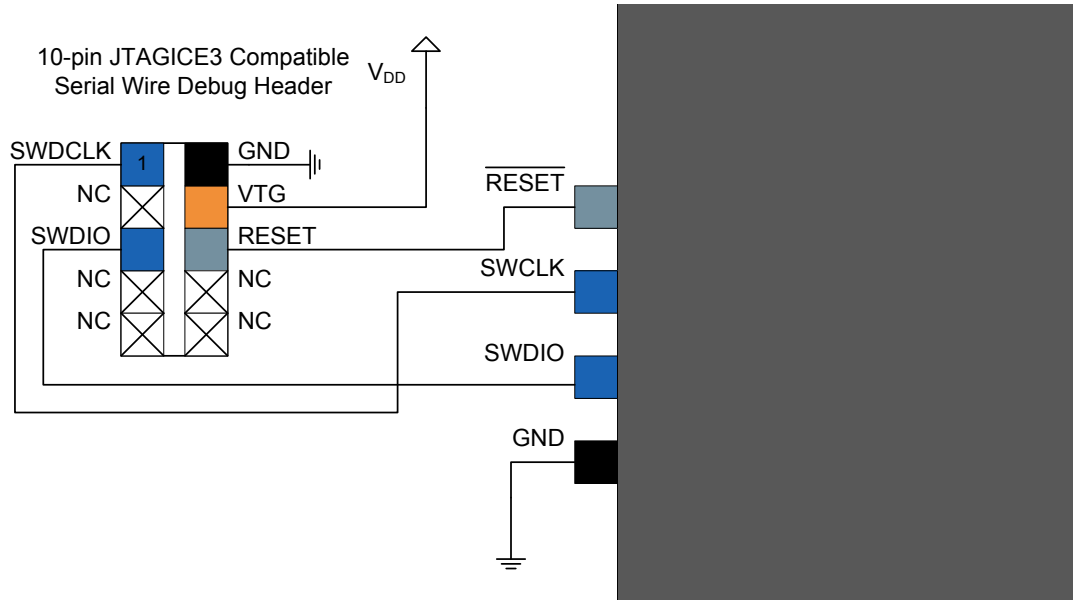 10-pin JTAGICE3 Compatible
Serial Wire Debug Header
VDD
SWDCLK
1
GND
NC
VTG
SWDIO
RESET
NC
NC
NC
NC
RESET
SWCLK
SWDIO
GND